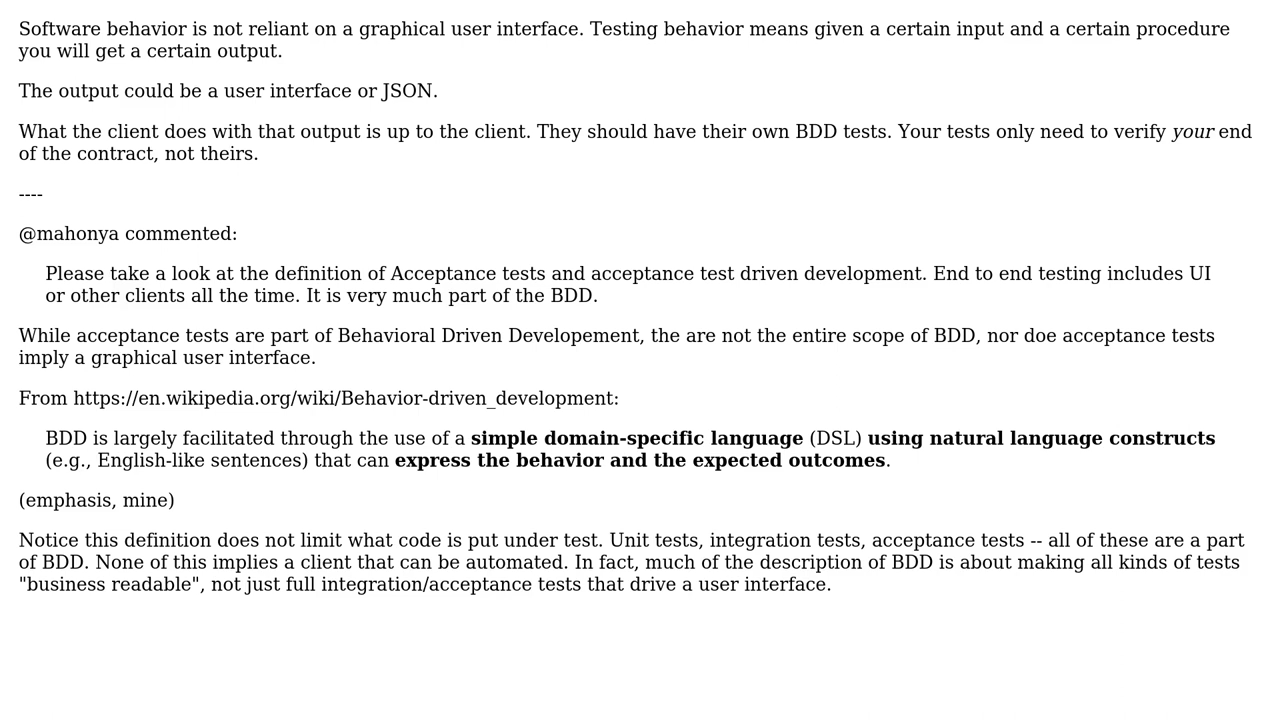 Software behavior is not reliant on a graphical user interface. Testing behavior means given a certain input and a certain procedure
you will get a certain output.
The output could be a user interface or JSON.
What the client does with that output is up to the client. They should have their own BDD tests. Your tests only need to verify your end
of the contract, not theirs.
----
@mahonya commented:
Please take a look at the definition of Acceptance tests and acceptance test driven development. End to end testing includes UI
or other clients all the time. It is very much part of the BDD.
While acceptance tests are part of Behavioral Driven Developement, the are not the entire scope of BDD, nor doe acceptance tests
imply a graphical user interface.
From https://en.wikipedia.org/wiki/Behavior-driven_development:
BDD is largely facilitated through the use of a simple domain-specific language (DSL) using natural language constructs
(e.g., English-like sentences) that can express the behavior and the expected outcomes.
(emphasis, mine)
Notice this definition does not limit what code is put under test. Unit tests, integration tests, acceptance tests -- all of these are a part
of BDD. None of this implies a client that can be automated. In fact, much of the description of BDD is about making all kinds of tests
"business readable", not just full integration/acceptance tests that drive a user interface.